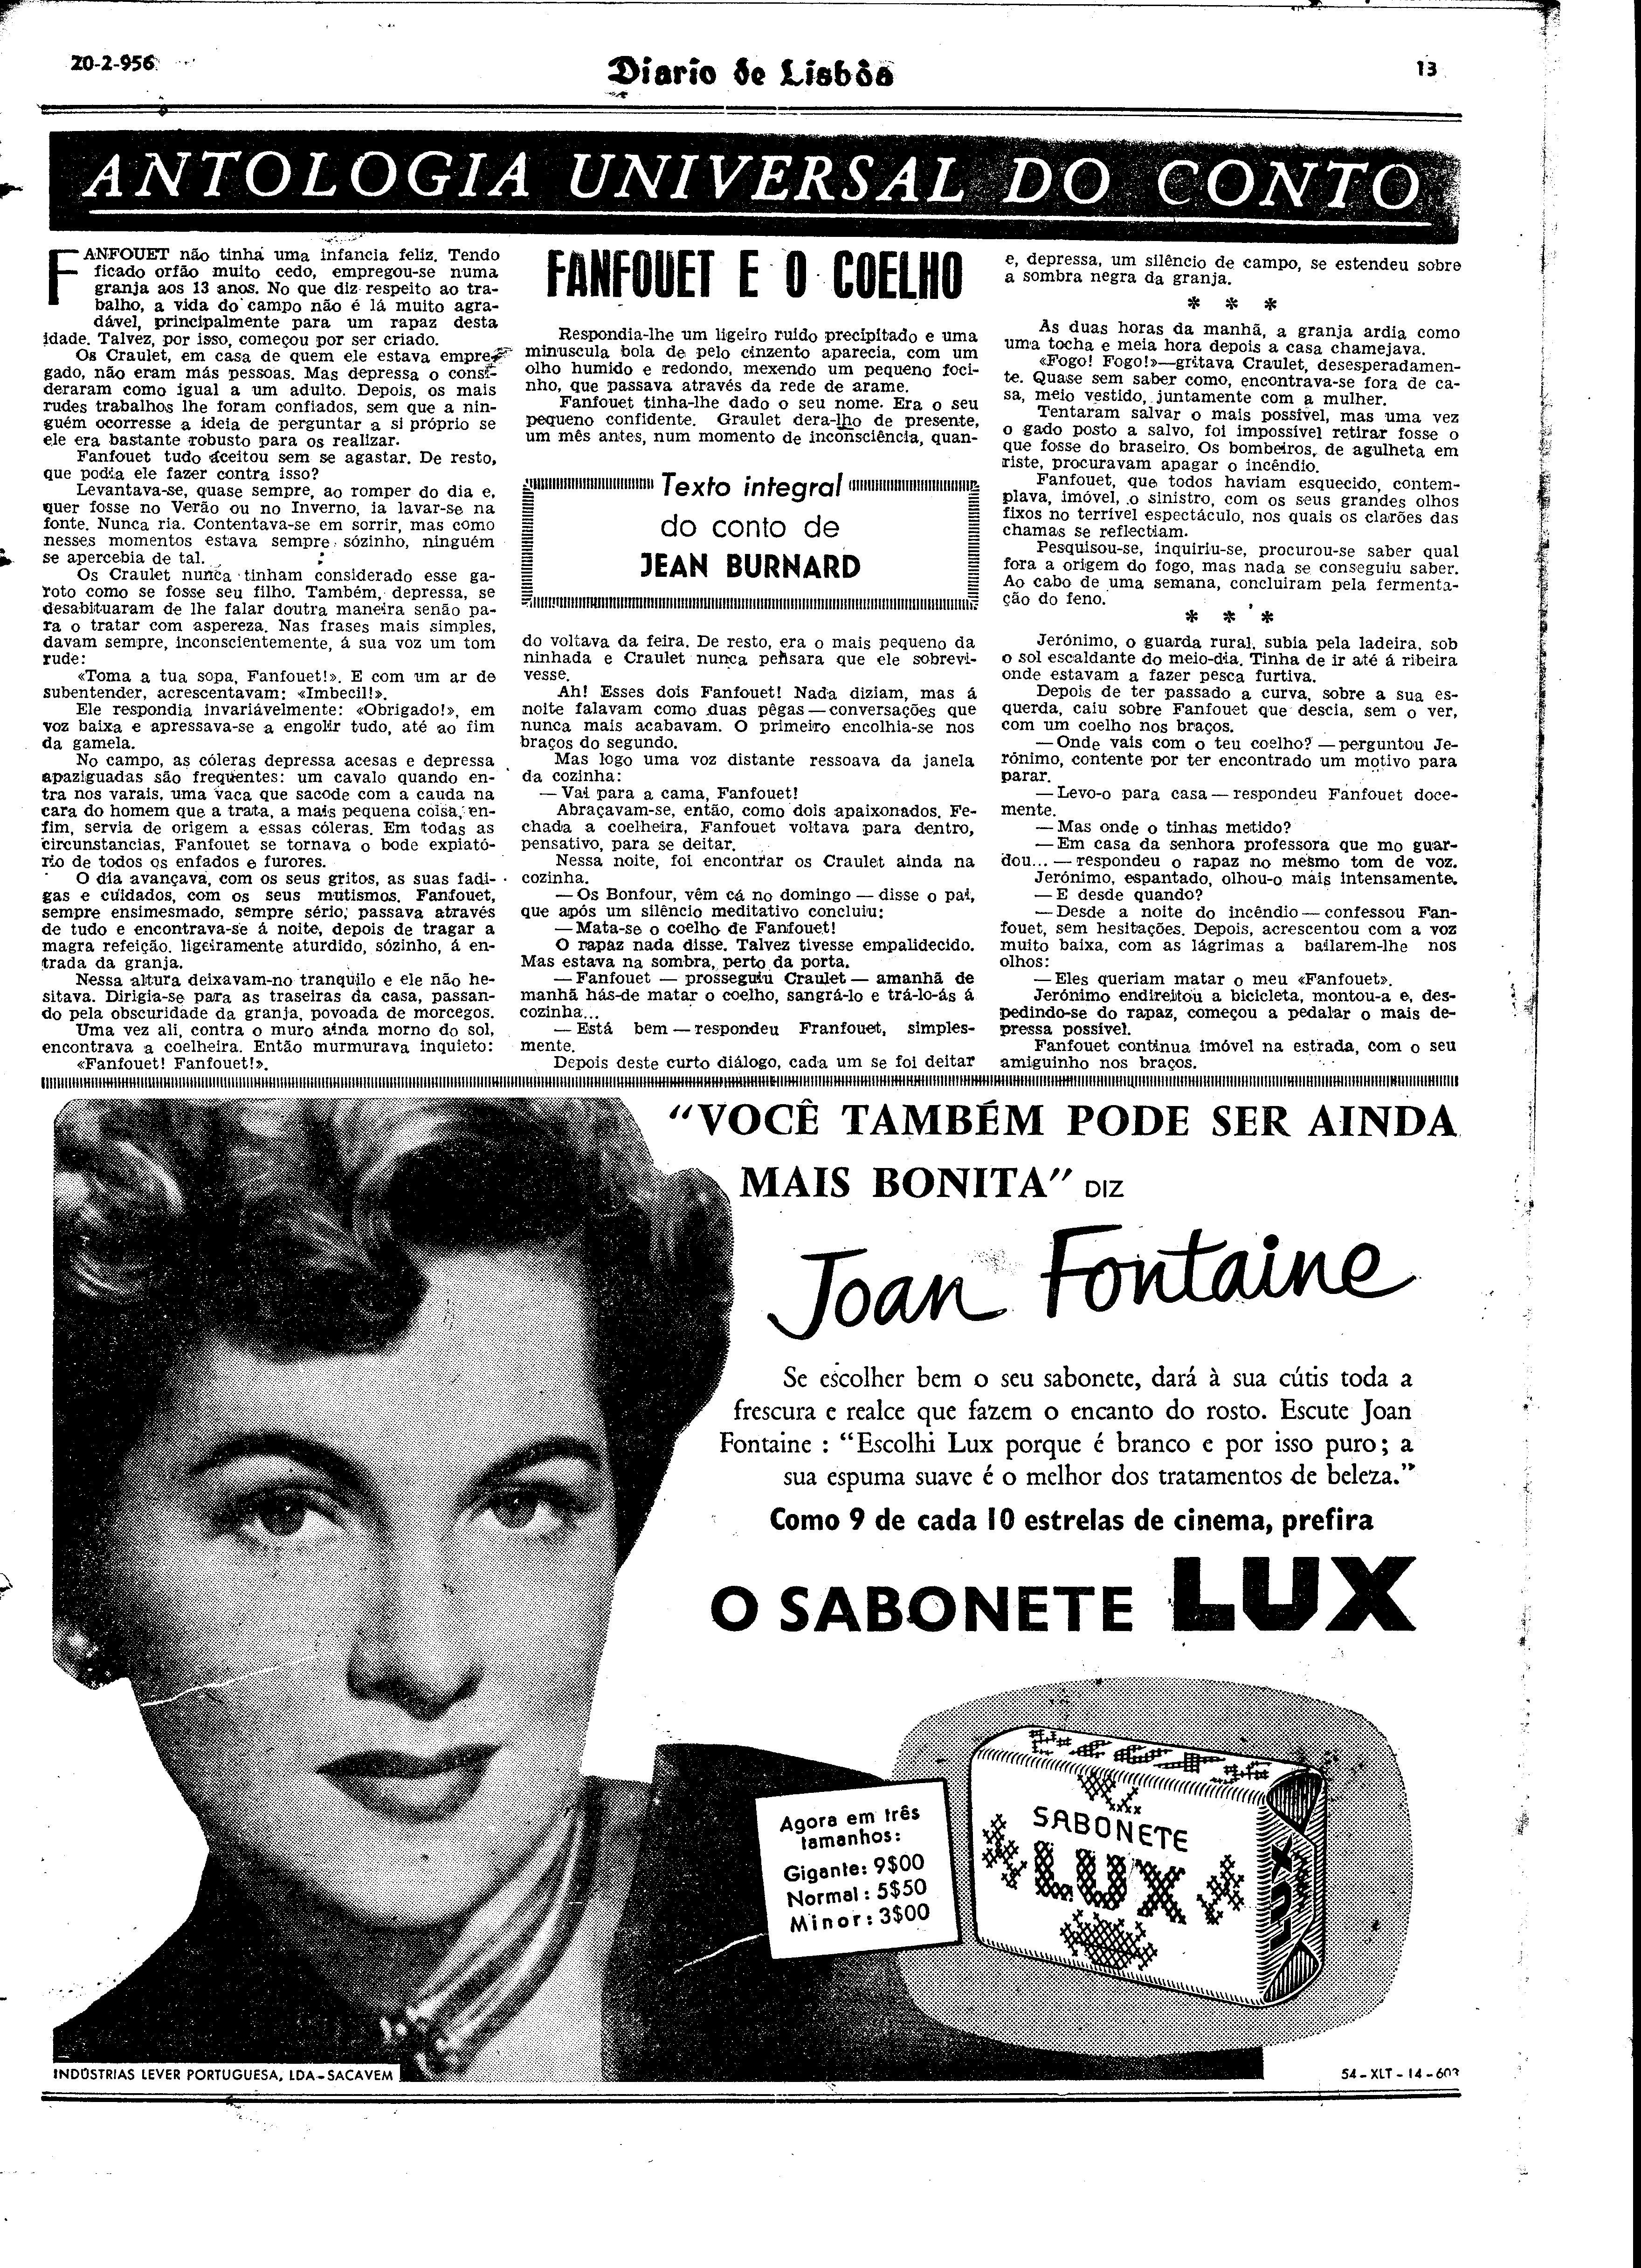 20-2-956
Diario de Lisbôa
13
ANTOLOGIA UNIVERSAL DO CONTO
FANFOUET não tinha uma infancia feliz. Tendo
ficado orfão muito cedo, empregou-se numa
granja aos 13 anos. No que diz respeito ao tra-
balho, a vida do campo não é lá muito agra-
dável, principalmente para um rapaz desta
idade. Talvez, por isso, começou por ser criado.
Os Craulet, em casa de quem ele estava empre-
gado, não eram más pessoas. Mas depressa o consi-
deraram como igual a um adulto. Depois, os mais
rudes trabalhos lhe foram confiados, sem que a nin-
guém ocorresse a ideia de perguntar a si próprio se
ele era bastante robusto para os realizar.
Fanfouet tudo aceitou sem se agastar. De resto,
que podia ele fazer contra isso?
Levantava-se, quase sempre, ao romper do dia e,
quer fosse no Verão ou no Inverno, ia lavar-se na
fonte. Nunca ria. Contentava-se em sorrir, mas como
nesses momentos estava sempre sózinho, ninguém
se apercebia de tal.
Os Craulet nunca tinham considerado esse ga-
roto como se fosse seu filho. Também, depressa, se
desabituaram de lhe falar doutra maneira senão pa-
ra o tratar com aspereza. Nas frases mais simples,
davam sempre, inconscientemente, á sua voz um tom
rude:
«Toma a tua sopa, Fanfouet!». E com um ar de
subentender, acrescentavam: «Imbecil!».
Ele respondia invariávelmente: «Obrigado!», em
voz baixa e apressava-se a engolir tudo, até ao fim
da gamela.
No campo, as cóleras depressa acesas e depressa
apaziguadas são frequentes: um cavalo quando en-
tra nos varais, uma vaca que sacode com a cauda na
cara do homem que a trata, a mais pequena coisa, en-
fim, servia de origem a essas cóleras. Em todas as
circunstancias, Fanfouet se tornava o bode expiató-
rio de todos os enfados e furores.
O dia avançava, com os seus gritos, as suas fadi-
gas e cuidados, com os seus mutismos. Fanfouet,
sempre ensimesmado, sempre sério, passava através
de tudo e encontrava-se á noite, depois de tragar a
magra refeição, ligeiramente aturdido, sózinho, á en-
trada da granja.
Nessa altura deixavam-no tranquilo e ele não he-
sitava. Dirigia-se para as traseiras da casa, passan-
do pela obscuridade da granja, povoada de morcegos.
Uma vez ali, contra o muro ainda morno do sol,
encontrava a coelheira. Então murmurava inquieto:
«Fanfouet! Fanfouet!».
FANFOUET E O COELHO
Respondia-lhe um ligeiro ruído precipitado e uma
minuscula bola de pelo cinzento aparecia, com um
olho humido e redondo, mexendo um pequeno foci-
nho, que passava através da rede de arame.
Fanfouet tinha-lhe dado o seu nome. Era o seu
pequeno confidente. Graulet dera-lho de presente,
um mês antes, num momento de inconsciência, quan-
Texto integral
do conto de
JEAN BURNARD
do voltava da feira. De resto, era o mais pequeno da
ninhada e Craulet nunca pensara que ele sobrevi-
vesse.
Ah! Esses dois Fanfouet! Nada diziam, mas á
noite falavam como duas pêgas — conversações que
nunca mais acabavam. O primeiro encolhia-se nos
braços do segundo.
Mas logo uma voz distante ressoava da janela
da cozinha:
— Vai para a cama, Fanfouet!
Abraçavam-se, então, como dois apaixonados. Fe-
chada a coelheira, Fanfouet voltava para dentro,
pensativo, para se deitar.
Nessa noite, foi encontrar os Craulet ainda na
cozinha.
— Os Bonfour, vêm cá no domingo — disse o pai,
que após um silêncio meditativo concluiu:
— Mata-se o coelho de Fanfouet!
O rapaz nada disse. Talvez tivesse empalidecido.
Mas estava na sombra, perto da porta.
— Fanfouet — prosseguiu Craulet — amanhã de
manhã hás-de matar o coelho, sangrá-lo e trá-lo-ás á
cozinha...
— Está bem — respondeu Franfouet, simples-
mente.
Depois deste curto diálogo, cada um se foi deitar
e, depressa, um silêncio de campo, se estendeu sobre
a sombra negra da granja.
* * *
As duas horas da manhã, a granja ardia como
uma tocha e meia hora depois a casa chamejava.
«Fogo! Fogo!»—gritava Craulet, desesperadamen-
te. Quase sem saber como, encontrava-se fora de ca-
sa, meio vestido, juntamente com a mulher.
Tentaram salvar o mais possível, mas uma vez
o gado posto a salvo, foi impossível retirar fosse o
que fosse do braseiro. Os bombeiros, de agulheta em
riste, procuravam apagar o incêndio.
Fanfouet, que todos haviam esquecido, contem-
plava, imóvel, o sinistro, com os seus grandes olhos
fixos no terrível espectáculo, nos quais os clarões das
chamas se reflectiam.
Pesquisou-se, inquiriu-se, procurou-se saber qual
fora a origem do fogo, mas nada se conseguiu saber.
Ao cabo de uma semana, concluiram pela fermenta-
ção do feno.
* * *
Jerónimo, o guarda rural, subia pela ladeira, sob
o sol escaldante do meio-dia. Tinha de ir até á ribeira
onde estavam a fazer pesca furtiva.
Depois de ter passado a curva, sobre a sua es-
querda, caiu sobre Fanfouet que descia, sem o ver,
com um coelho nos braços.
— Onde vais com o teu coelho? — perguntou Je-
rónimo, contente por ter encontrado um motivo para
parar.
— Levo-o para casa — respondeu Fanfouet doce-
mente.
— Mas onde o tinhas metido?
— Em casa da senhora professora que mo guar-
dou... — respondeu o rapaz no mesmo tom de voz.
Jerónimo, espantado, olhou-o mais intensamente.
— E desde quando?
— Desde a noite do incêndio — confessou Fan-
fouet, sem hesitações. Depois, acrescentou com a voz
muito baixa, com as lágrimas a bailarem-lhe nos
olhos:
— Eles queriam matar o meu «Fanfouet».
Jerónimo endireitou a bicicleta, montou-a e, des-
pedindo-se do rapaz, começou a pedalar o mais de-
pressa possível.
Fanfouet continua imóvel na estrada, com o seu
amiguinho nos braços.
"VOCÊ TAMBÉM PODE SER AINDA
MAIS BONITA" DIZ
Joan Fontaine
Se escolher bem o seu sabonete, dará à sua cútis toda a
frescura e realce que fazem o encanto do rosto. Escute Joan
Fontaine : "Escolhi Lux porque é branco e por isso puro; a
sua espuma suave é o melhor dos tratamentos de beleza."
Como 9 de cada 10 estrelas de cinema, prefira
O SABONETE LUX
Agora em três
tamanhos:
Gigante: 9$00
Normal: 5$50
Minor: 3$00
SABONETE
LUX
LUX
INDÚSTRIAS LEVER PORTUGUESA, LDA-SACAVEM
54-XLT-14-603